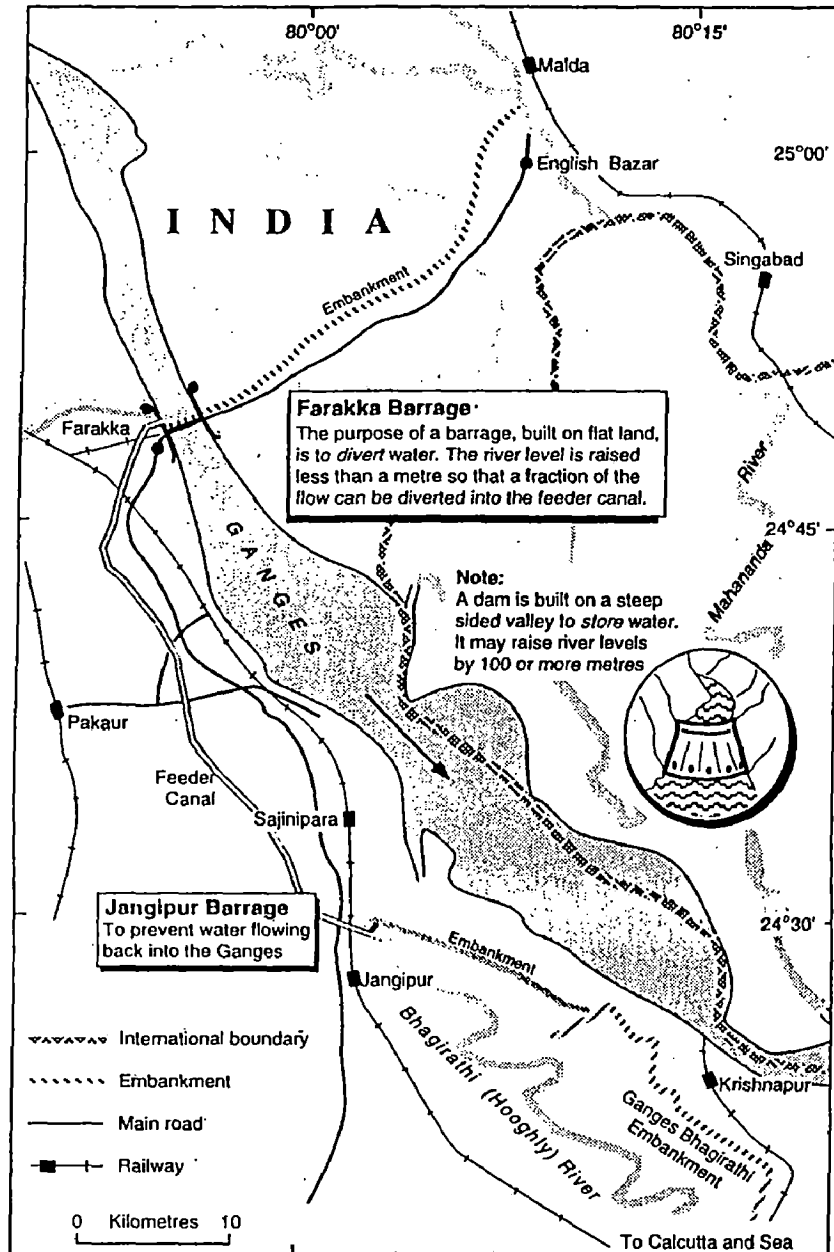 80°00'
80°15'
Malda
English Bazar
25°00'
INDIA
Singabad
Embankment
Farakka Barrage
The purpose of a barrage, built on flat land,
is to divert water. The river level is raised
less than a metre so that a fraction of the
flow can be diverted into the feeder canal.
Farakka
River
Mahananda
24°45'
GANGES
Note:
A dam is built on a steep
sided valley to store water.
It may raise river levels
by 100 or more metres
Pakaur
Feeder
Canal
Sajinipara
Jangipur Barrage
To prevent water flowing
back into the Ganges
24°30'
Embankment
Jangipur
International boundary
Embankment
Main road
Railway
Bhagirathi (Hooghly) River
Krishnapur
Ganges Bhagirathi
Embankment
0 Kilometres 10
To Calcutta and Sea